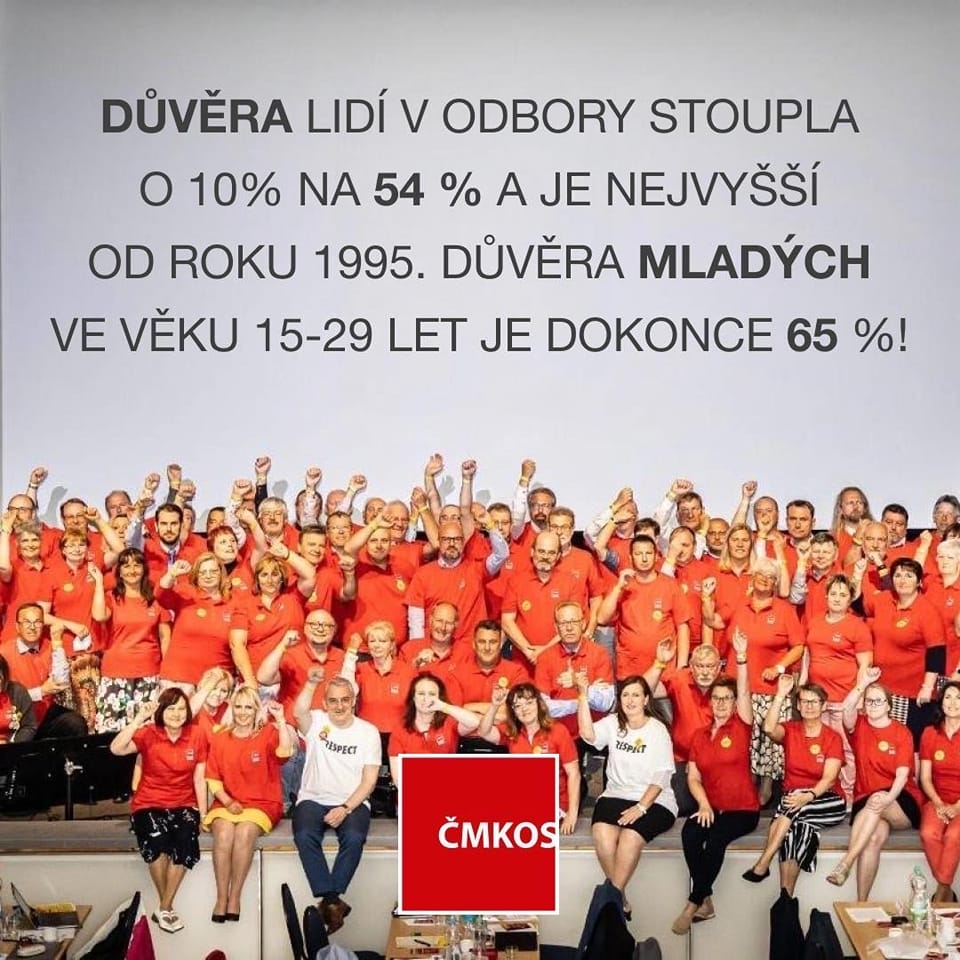 DŮVĚRA LIDÍ V ODBORY STOUPLA
O 10% NA 54 % A JE NEJVYŠŠÍ
OD ROKU 1995. DŮVĚRA MLADÝCH
VE VĚKU 15-29 LET JE DOKONCE 65 %!
RESPECT
RESPECT
ČMKOS